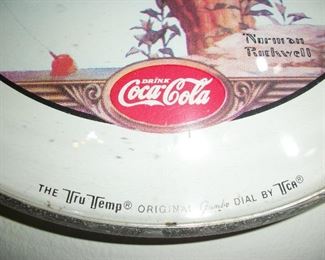 Norman
Rockwell
DRINK
Coca-Cola
THE Tru Temp® ORIGINAL Jumbo DIAL BY TCA®